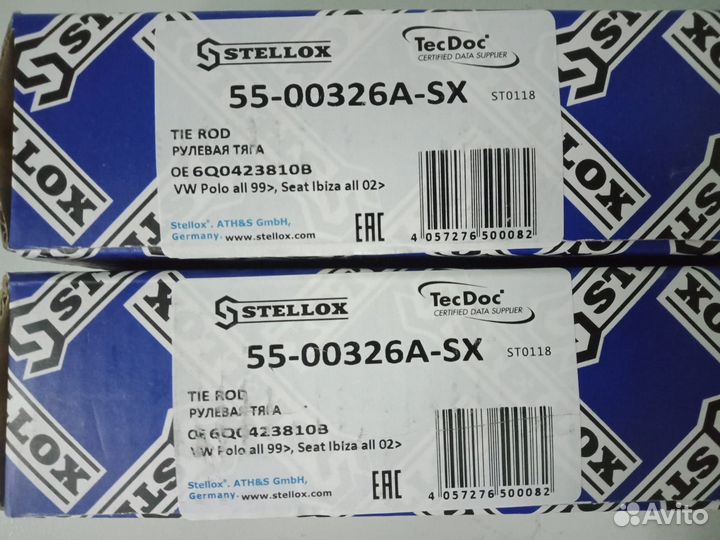 STELLOX
TecDoc
CERTIFIED DATA SUPPLIER
55-00326A-SX ST0118
TIE ROD
РУЛЕВАЯ ТЯГА
OE 6Q0423810B
VW Polo all 99>, Seat Ibiza all 02>
Stellox®. ATH&S GmbH,
Germany. www.stellox.com
EAC
4 057276 500082
STELLOX
TecDoc
CERTIFIED DATA SUPPLIER
55-00326A-SX ST0118
TIE ROD
РУЛЕВАЯ ТЯГА
OE 6Q0423810B
VW Polo all 99>, Seat Ibiza all 02>
Stellox®. ATH&S GmbH,
Germany. www.stellox.com
EAC
4 057276 500082
LOX
Avito